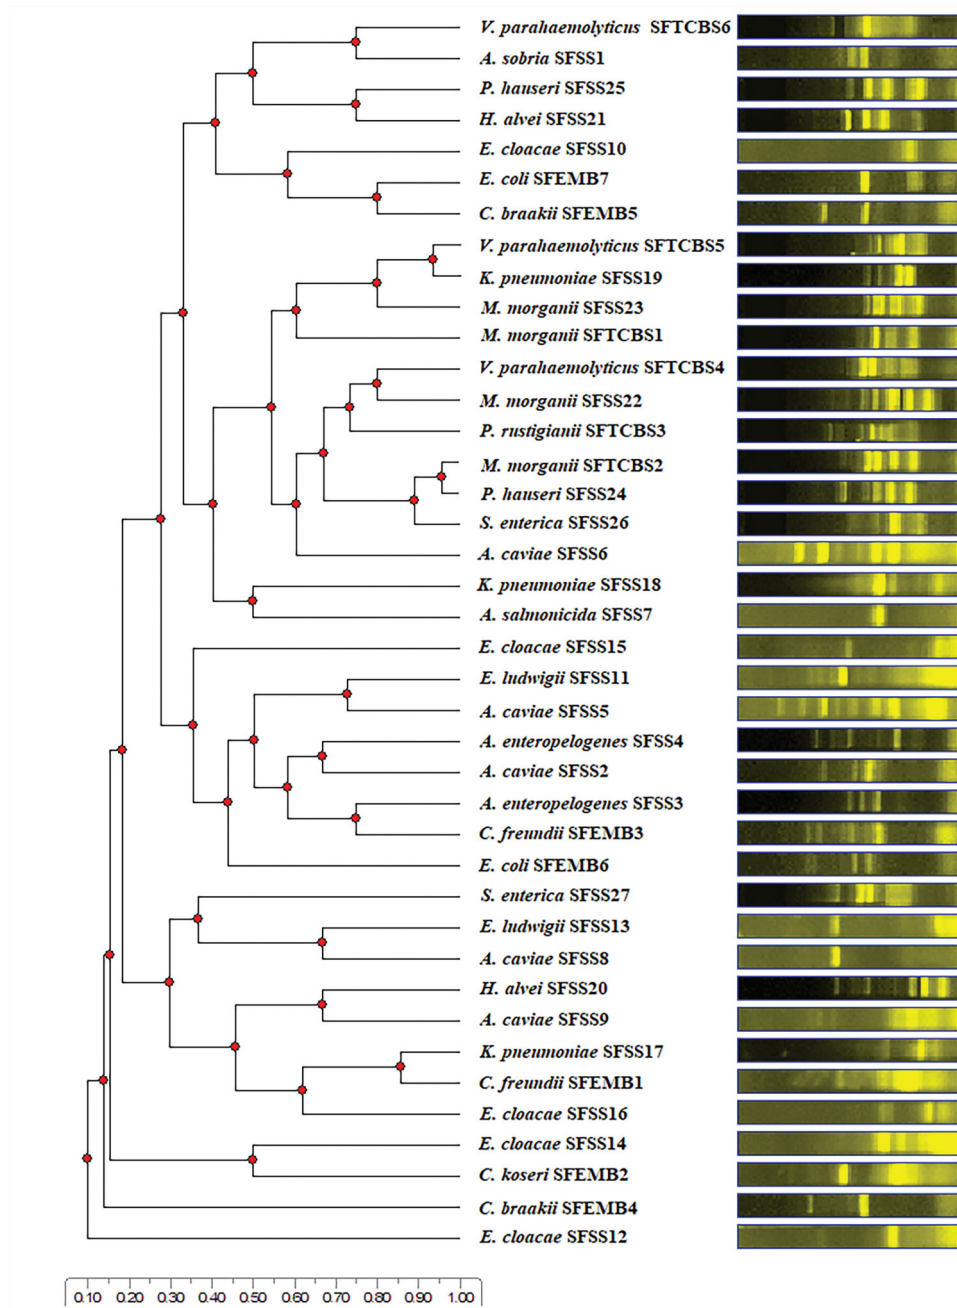 V. parahaemolyticus SFTCBS6
A. sobria SFSS1
P. hauseri SFSS25
H. alvei SFSS21
E. cloacae SFSS10
E. coli SFEMB7
C. braakii SFEMB5
V. parahaemolyticus SFTCBS5
K. pneumoniae SFSS19
M. morganii SFSS23
M. morganii SFTCBS1
V. parahaemolyticus SFTCBS4
M. morganii SFSS22
P. rustigianii SFTCBS3
M. morganii SFTCBS2
P. hauseri SFSS24
S. enterica SFSS26
A. caviae SFSS6
K. pneumoniae SFSS18
A. salmonicida SFSS7
E. cloacae SFSS15
E. ludwigii SFSS11
A. caviae SFSS5
A. enteropelogenes SFSS4
A. caviae SFSS2
A. enteropelogenes SFSS3
C. freundii SFEMB3
E. coli SFEMB6
S. enterica SFSS27
E. ludwigii SFSS13
A. caviae SFSS8
H. alvei SFSS20
A. caviae SFSS9
K. pneumoniae SFSS17
C. freundii SFEMB1
E. cloacae SFSS16
E. cloacae SFSS14
C. koseri SFEMB2
C. braakii SFEMB4
E. cloacae SFSS12
0.10 0.20 0.30 0.40 0.50 0.60 0.70 0.80 0.90 1.00